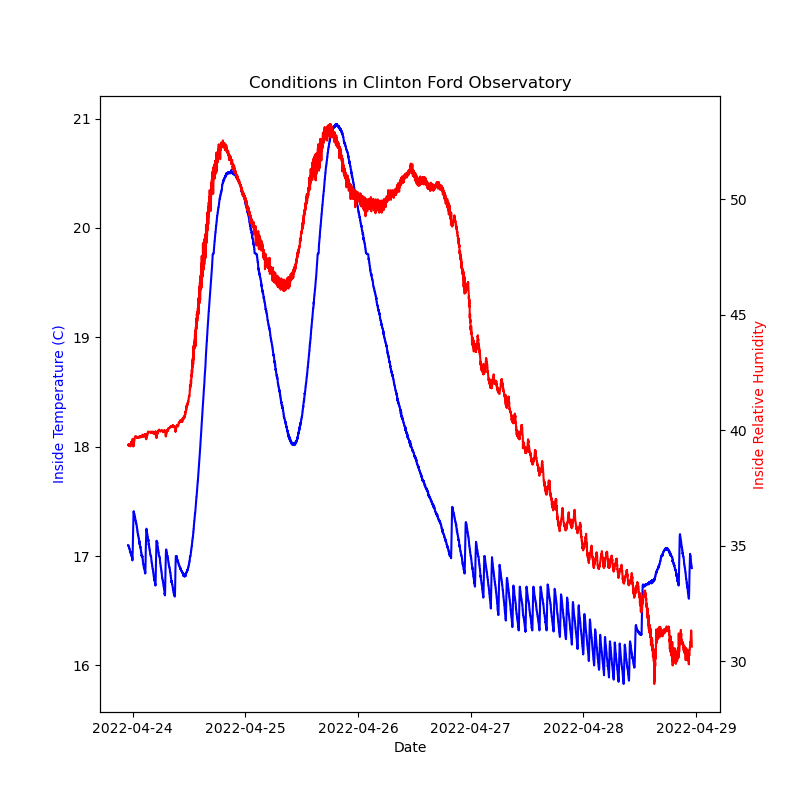 Conditions in Clinton Ford Observatory
21
20
19
18
17
16
Inside Temperature (C)
50
45
40
35
30
Inside Relative Humidity
2022-04-24 2022-04-25 2022-04-26 2022-04-27 2022-04-28 2022-04-29
Date